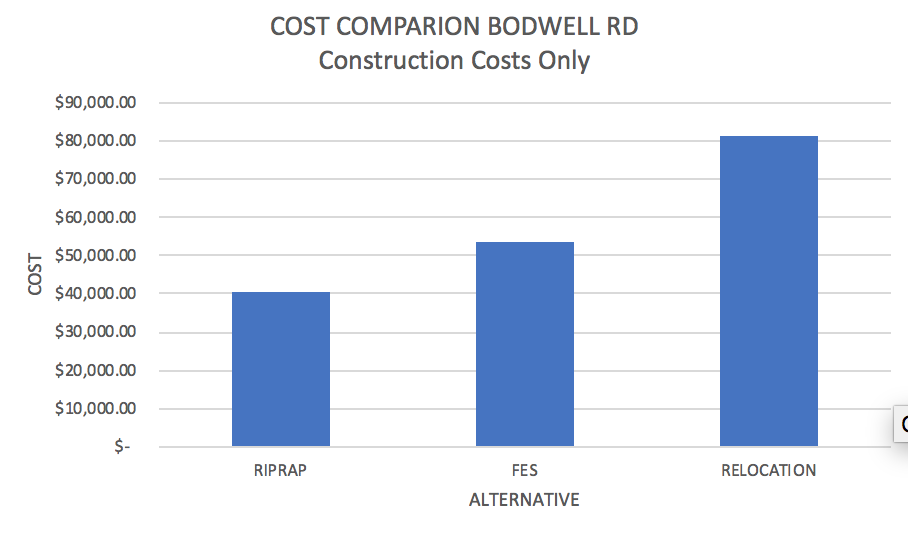 COST COMPARION BODWELL RD
Construction Costs Only
$90,000.00
$80,000.00
$70,000.00
$60,000.00
$50,000.00
$40,000.00
$30,000.00
$20,000.00
$10,000.00
$-
COST
RIPRAP FES RELOCATION
ALTERNATIVE